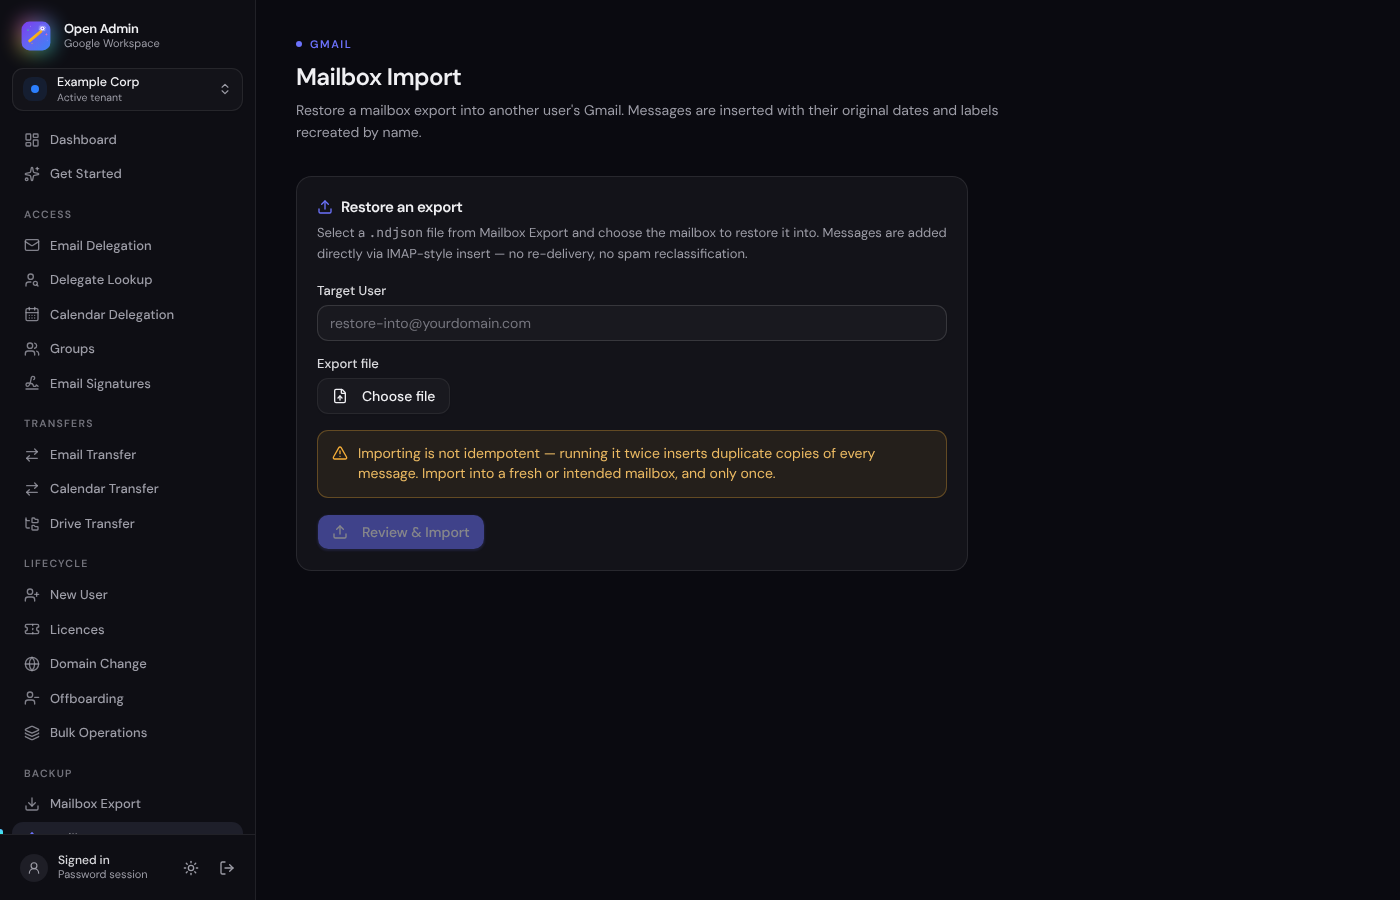 Open Admin
Google Workspace
Example Corp
Active tenant
Dashboard
Get Started
ACCESS
Email Delegation
Delegate Lookup
Calendar Delegation
Groups
Email Signatures
TRANSFERS
Email Transfer
Calendar Transfer
Drive Transfer
LIFECYCLE
New User
Licences
Domain Change
Offboarding
Bulk Operations
BACKUP
Mailbox Export
Signed in
Password session
GMAIL
Mailbox Import
Restore a mailbox export into another user's Gmail. Messages are inserted with their original dates and labels
recreated by name.
Restore an export
Select a .ndjson file from Mailbox Export and choose the mailbox to restore it into. Messages are added
directly via IMAP-style insert — no re-delivery, no spam reclassification.
Target User
restore-into@yourdomain.com
Export file
Choose file
Importing is not idempotent — running it twice inserts duplicate copies of every
message. Import into a fresh or intended mailbox, and only once.
Review & Import